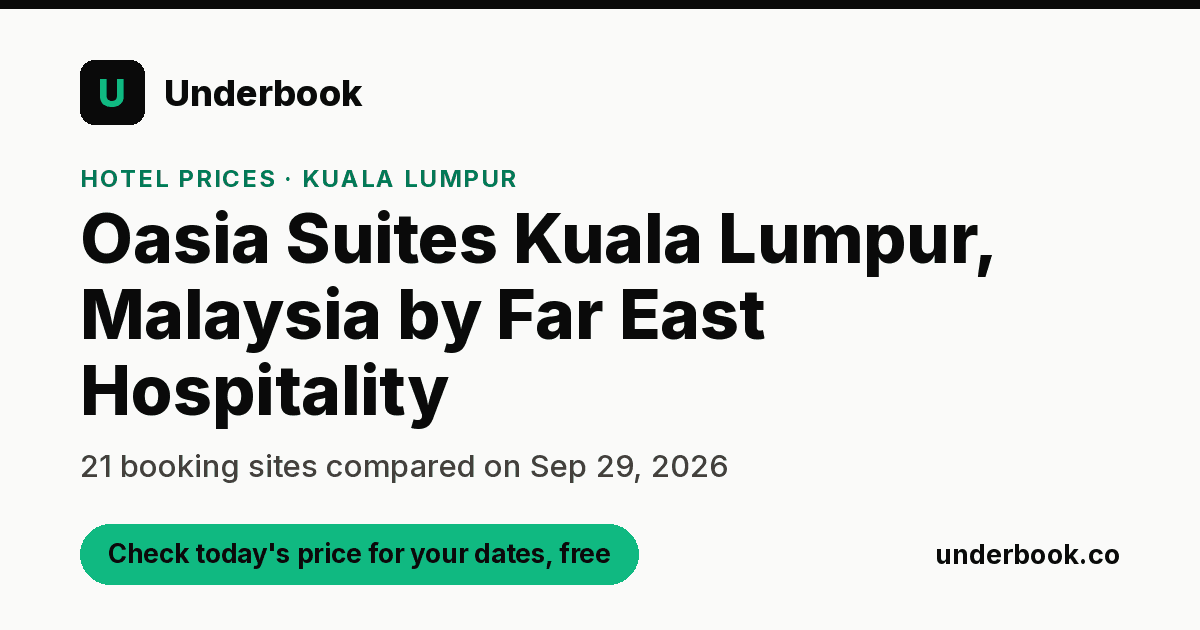 U Underbook
HOTEL PRICES · KUALA LUMPUR
Oasia Suites Kuala Lumpur,
Malaysia by Far East
Hospitality
21 booking sites compared on Sep 29, 2026
Check today's price for your dates, free
underbook.co